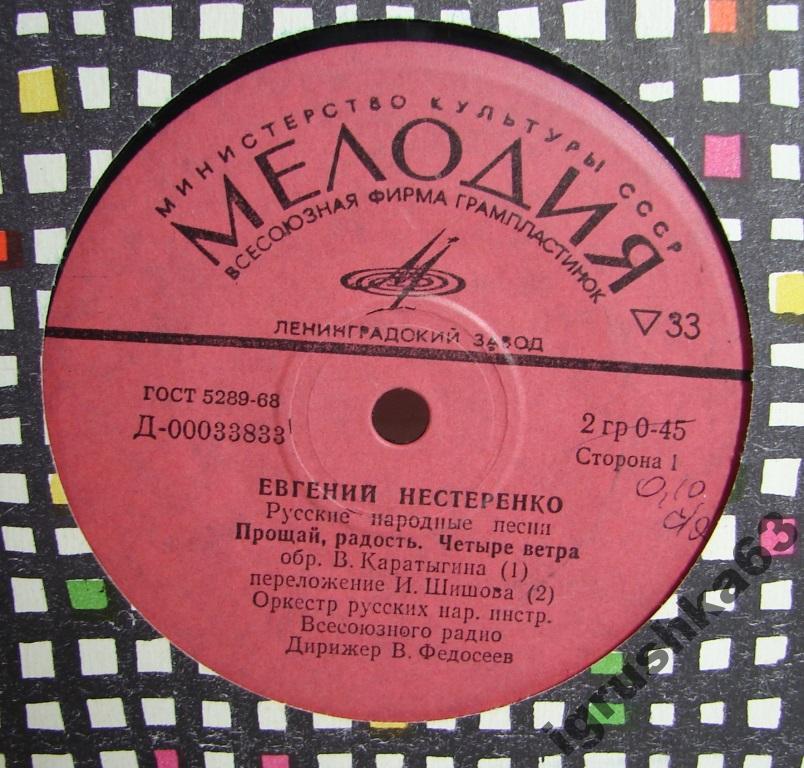 МИНИСТЕРСТВО КУЛЬТУРЫ СССР
МЕЛОДИЯ
ВСЕСОЮЗНАЯ ФИРМА ГРАМПЛАСТИНОК
▽33
ЛЕНИНГРАДСКИЙ ЗАВОД
ГОСТ 5289-68
Д-00033833
2 гр 0-45
Сторона 1
0,10
ЕВГЕНИЙ НЕСТЕРЕНКО
Русские народные песни
Прощай, радость. Четыре ветра
обр. В. Каратыгина (1)
переложение И. Шишова (2)
Оркестр русских нар. инстр.
Всесоюзного радио
Дирижер В. Федосеев
igrushka63